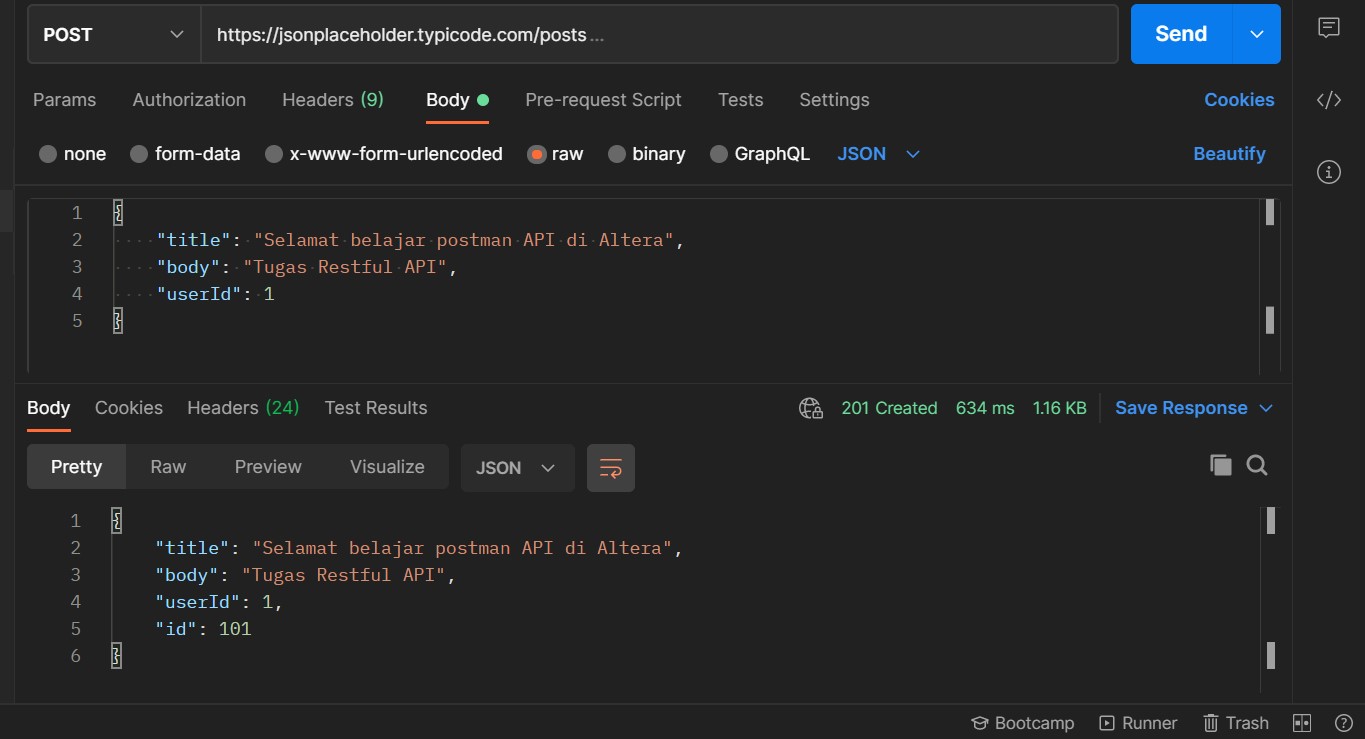 POST https://jsonplaceholder.typicode.com/posts ... Send
Params Authorization Headers (9) Body Pre-request Script Tests Settings Cookies
none form-data x-www-form-urlencoded raw binary GraphQL JSON Beautify
1 {
2 "title": "Selamat belajar postman API di Altera",
3 "body": "Tugas Restful API",
4 "userId": 1
5 }
Body Cookies Headers (24) Test Results 201 Created 634 ms 1.16 KB Save Response
Pretty Raw Preview Visualize JSON
1 {
2 "title": "Selamat belajar postman API di Altera",
3 "body": "Tugas Restful API",
4 "userId": 1,
5 "id": 101
6 }
Bootcamp Runner Trash